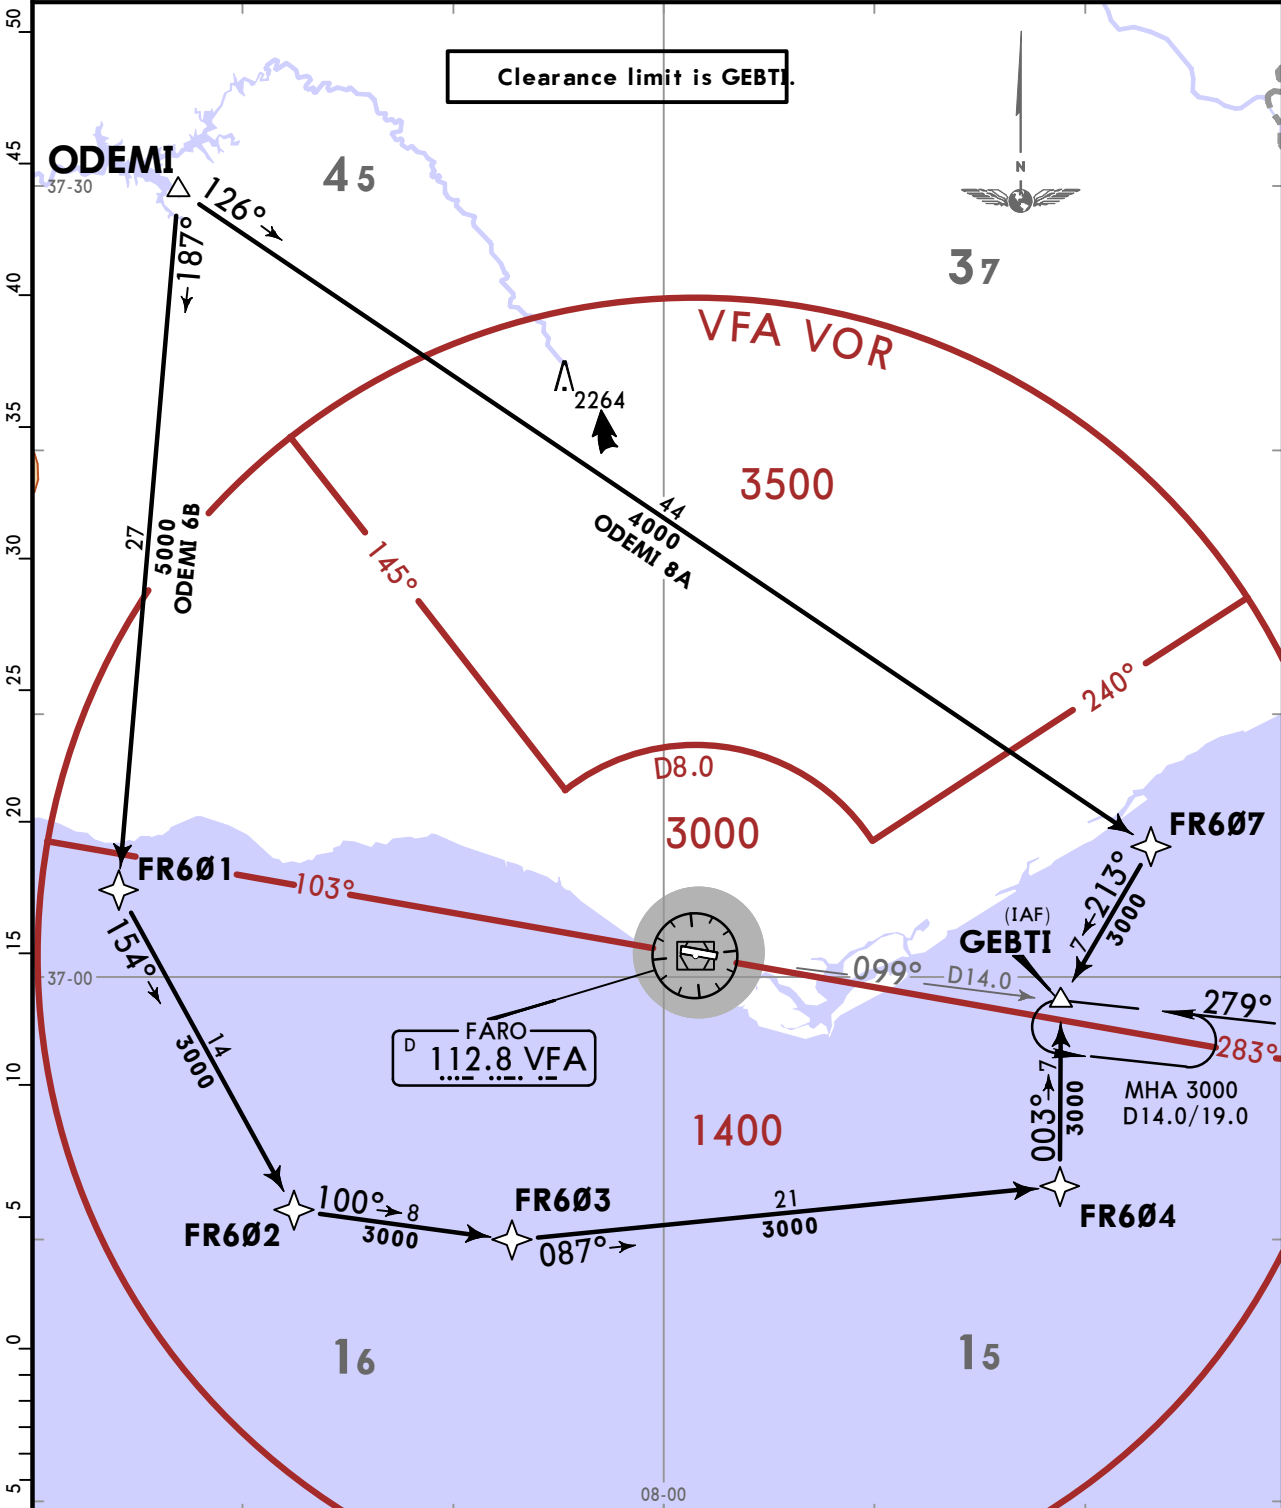 50
45
40
35
30
25
20
15
10
5
0
5
Clearance limit is GEBTI.
N
ODEMI
37-30
45
37
126°
187°
VFA VOR
2264
3500
27
5000
ODEMI 6B
44
4000
ODEMI 8A
145°
240°
D8.0
3000
FR6Ø7
FR6Ø1
103°
213°
7
3000
(IAF)
GEBTI
154°
14
3000
37-00
099°
D14.0
279°
283°
FARO
D
112.8 VFA
MHA 3000
D14.0/19.0
003°
7
3000
1400
FR6Ø2
100°
8
3000
FR6Ø3
087°
21
3000
FR6Ø4
16
15
08-00